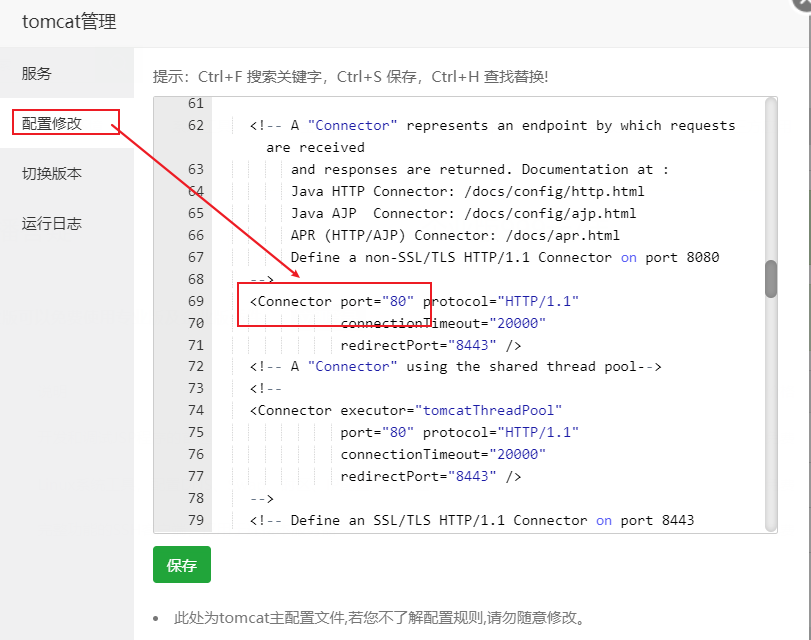 tomcat管理
服务
配置修改
切换版本
运行日志
提示：Ctrl+F 搜索关键字，Ctrl+S 保存，Ctrl+H 查找替换!
61
62 <!-- A "Connector" represents an endpoint by which requests
are received
63 and responses are returned. Documentation at :
64 Java HTTP Connector: /docs/config/http.html
65 Java AJP  Connector: /docs/config/ajp.html
66 APR (HTTP/AJP) Connector: /docs/apr.html
67 Define a non-SSL/TLS HTTP/1.1 Connector on port 8080
68 -->
69 <Connector port="80" protocol="HTTP/1.1"
70 connectionTimeout="20000"
71 redirectPort="8443" />
72 <!-- A "Connector" using the shared thread pool-->
73 <!--
74 <Connector executor="tomcatThreadPool"
75 port="80" protocol="HTTP/1.1"
76 connectionTimeout="20000"
77 redirectPort="8443" />
78 -->
79 <!-- Define an SSL/TLS HTTP/1.1 Connector on port 8443
保存
• 此处为tomcat主配置文件,若您不了解配置规则,请勿随意修改。